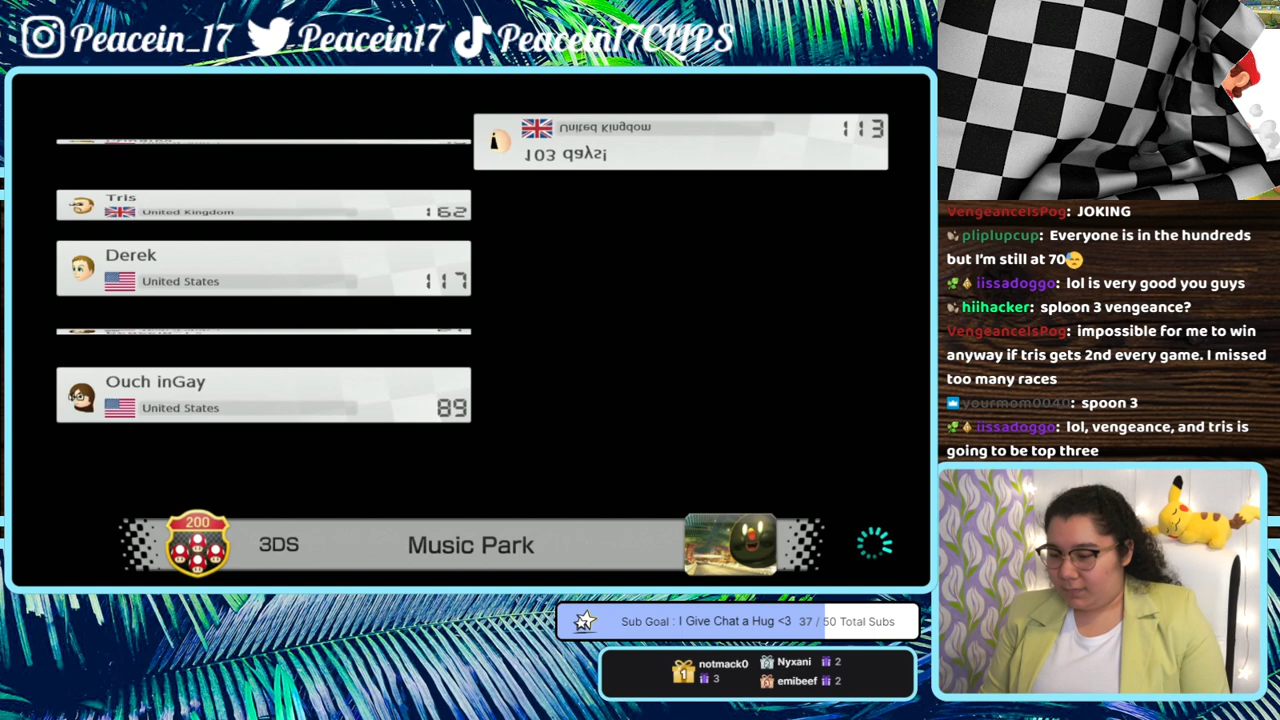 Peacein_17 Peacein17 Peacein17ClIPS
103 days!
United Kingdom 113
Tris
United Kingdom 162
Derek
United States 117
Ouch inGay
United States 89
200 3DS Music Park
VengeanceIsPog: JOKING
pliplupcup: Everyone is in the hundreds
but I'm still at 70
iissadoggo: lol is very good you guys
hiihacker: sploon 3 vengeance?
VengeanceIsPog: impossible for me to win
anyway if tris gets 2nd every game. I missed
too many races
yourmom0040: spoon 3
iissadoggo: lol, vengeance, and tris is
going to be top three
Sub Goal : I Give Chat a Hug <3 37 / 50 Total Subs
1 notmack0 3
2 Nyxani 2
3 emibeef 2